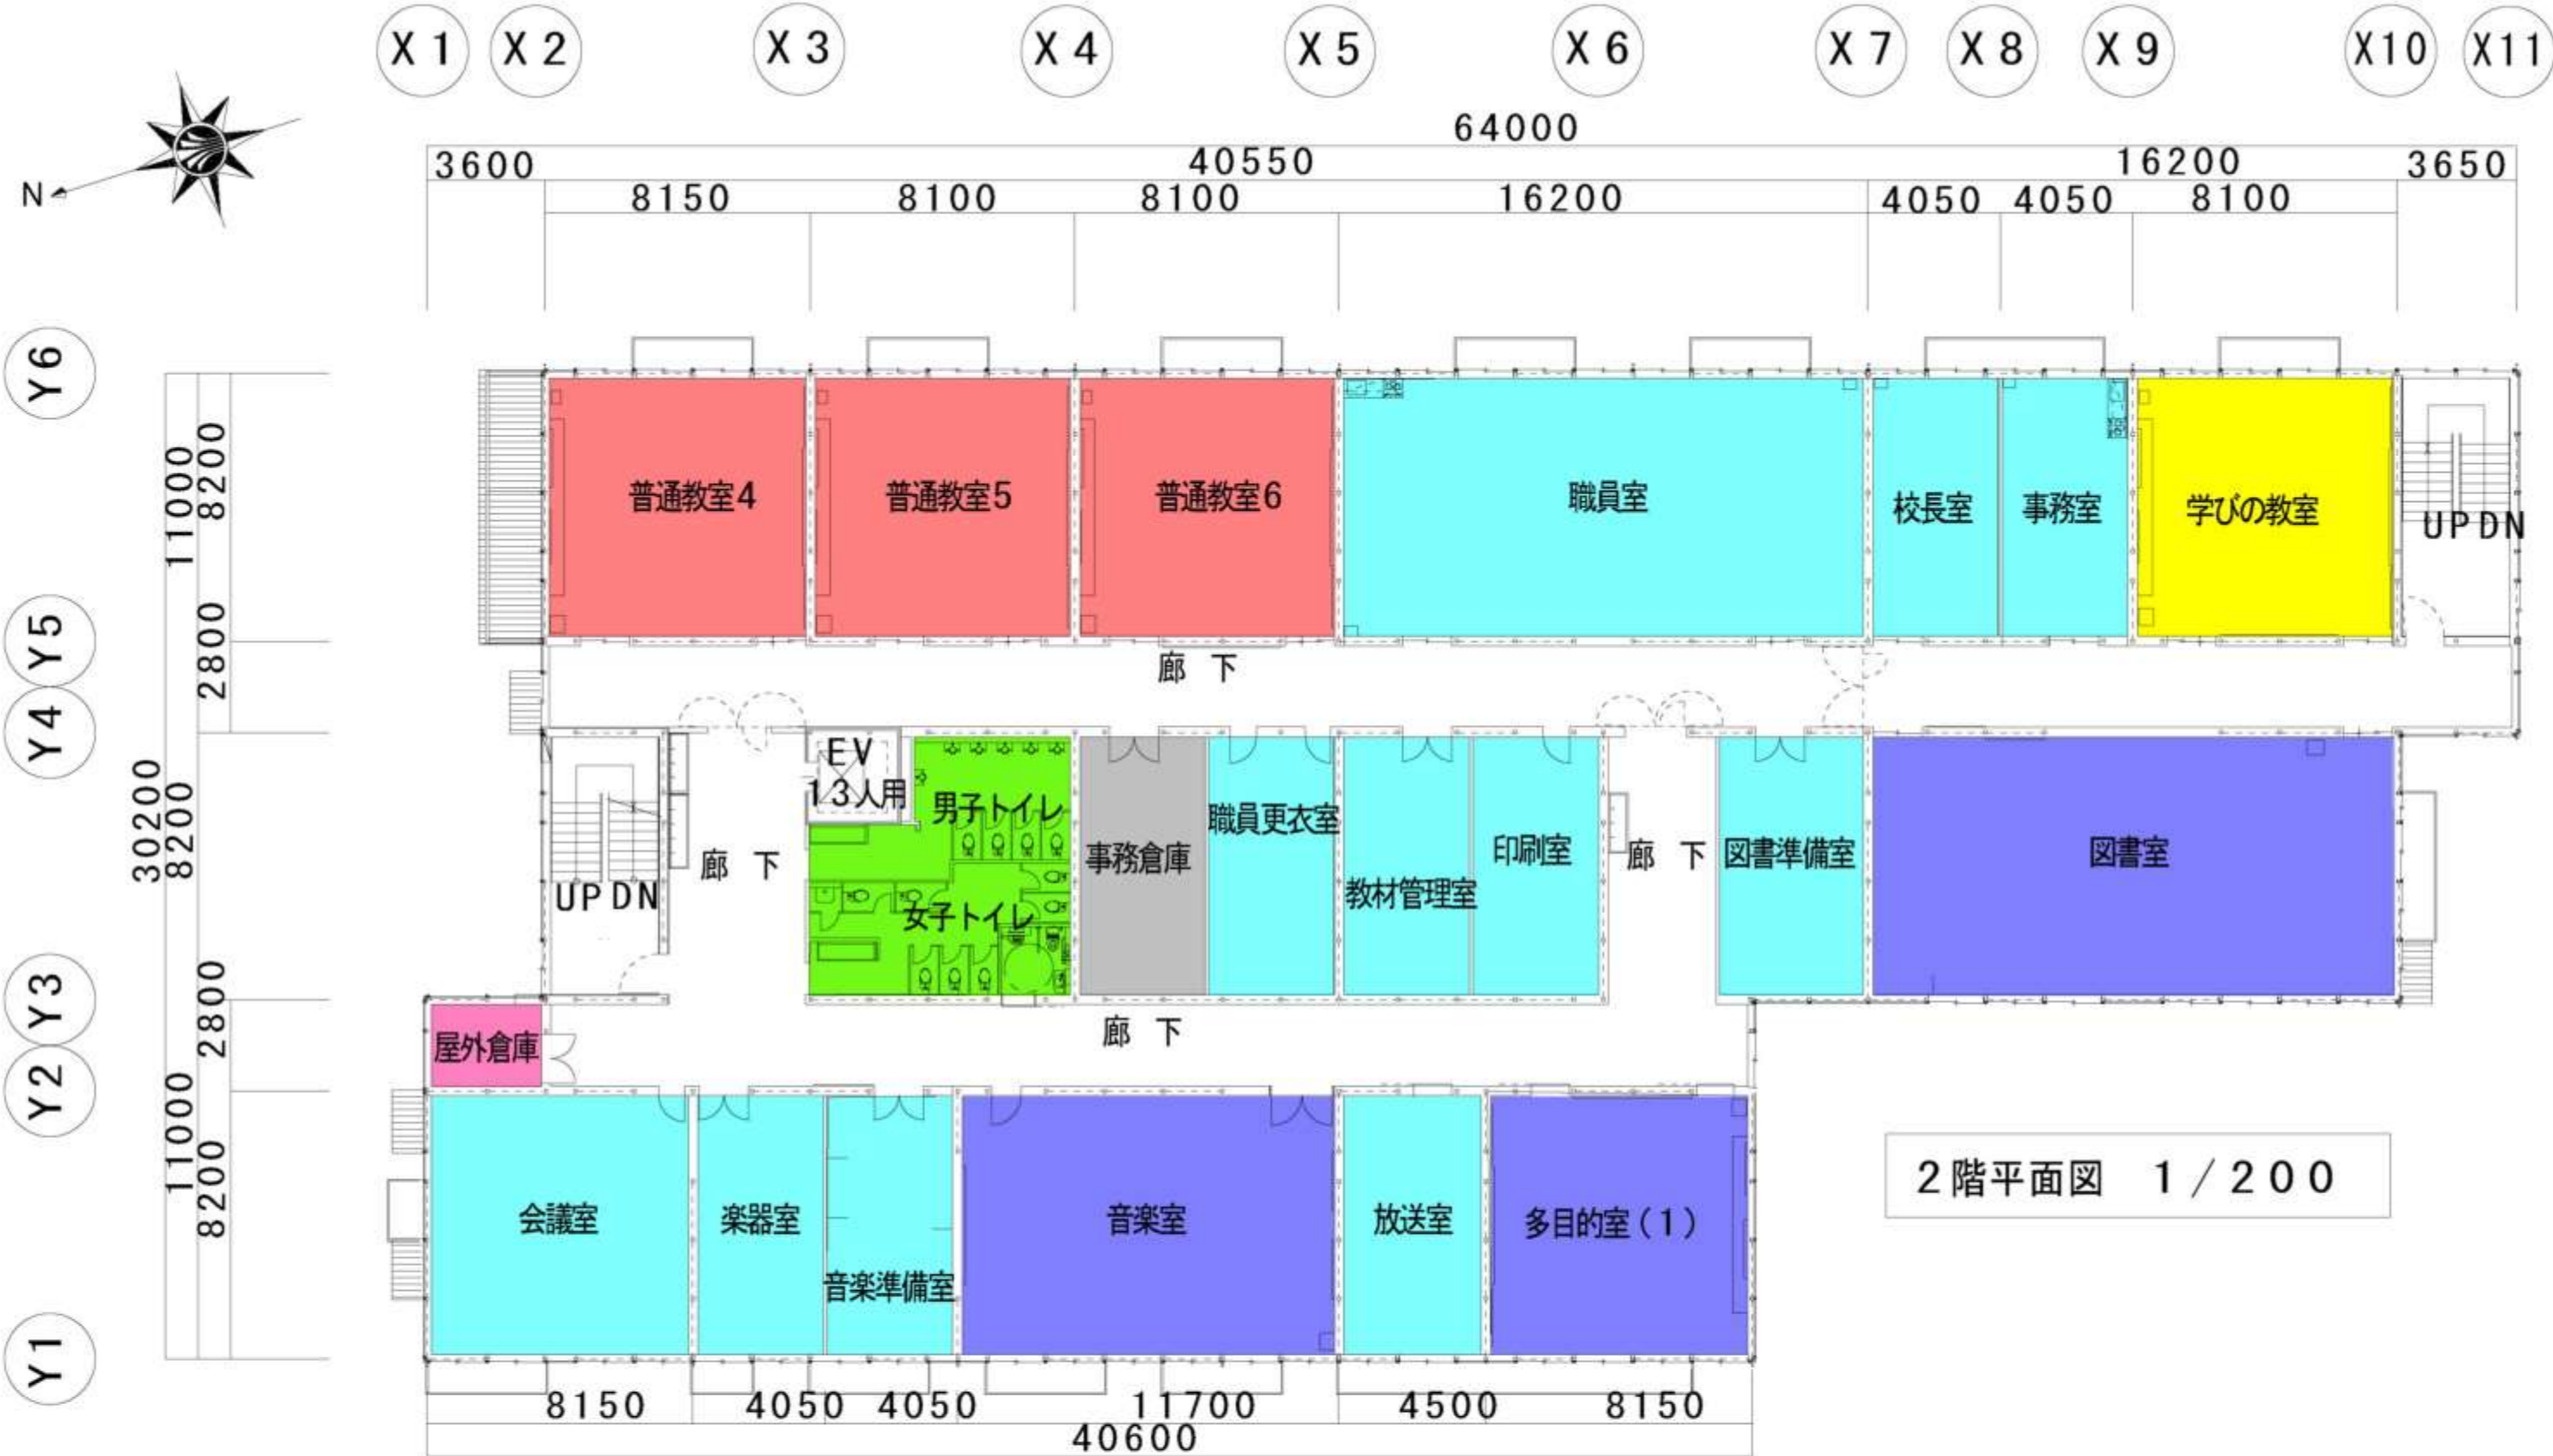 X1 X2 X3 X4 X5 X6 X7 X8 X9 X10 X11
64000
3600 40550 16200 3650
8150 8100 8100 16200 4050 4050 8100
N
Y6
Y5
Y4
Y3
Y2
Y1
11000
8200
2800
30200
8200
2800
11000
8200
普通教室4 普通教室5 普通教室6 職員室 校長室 事務室 学びの教室
UP DN
廊 下
EV
13人用
男子トイレ
女子トイレ
UP DN
廊 下
事務倉庫
職員更衣室
教材管理室
印刷室
廊 下
図書準備室
図書室
屋外倉庫
廊 下
会議室
楽器室
音楽準備室
音楽室
放送室
多目的室(1)
2階平面図 1/200
8150 4050 4050 11700 4500 8150
40600